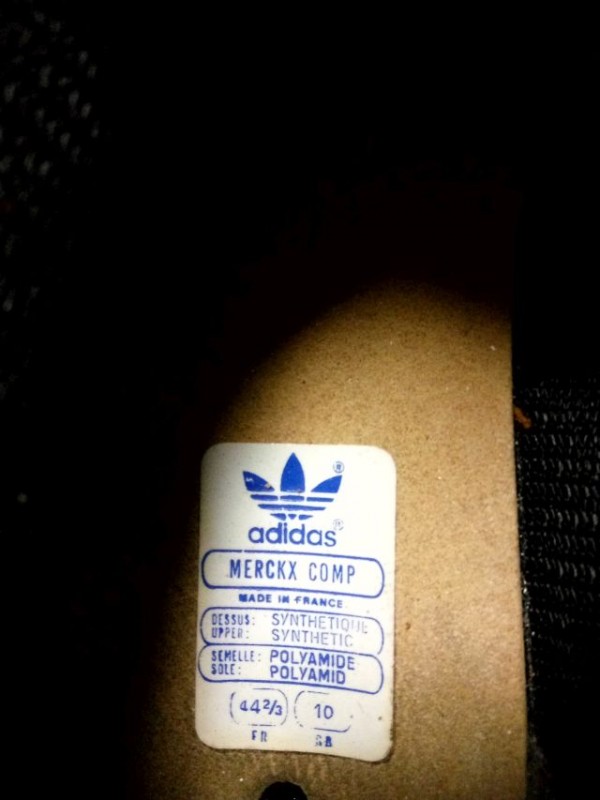 ®
adidas®
MERCKX COMP
MADE IN FRANCE
DESSUS: SYNTHETIQUE
UPPER: SYNTHETIC
SEMELLE: POLYAMIDE
SOLE: POLYAMID
44 2/3 10
FR GB